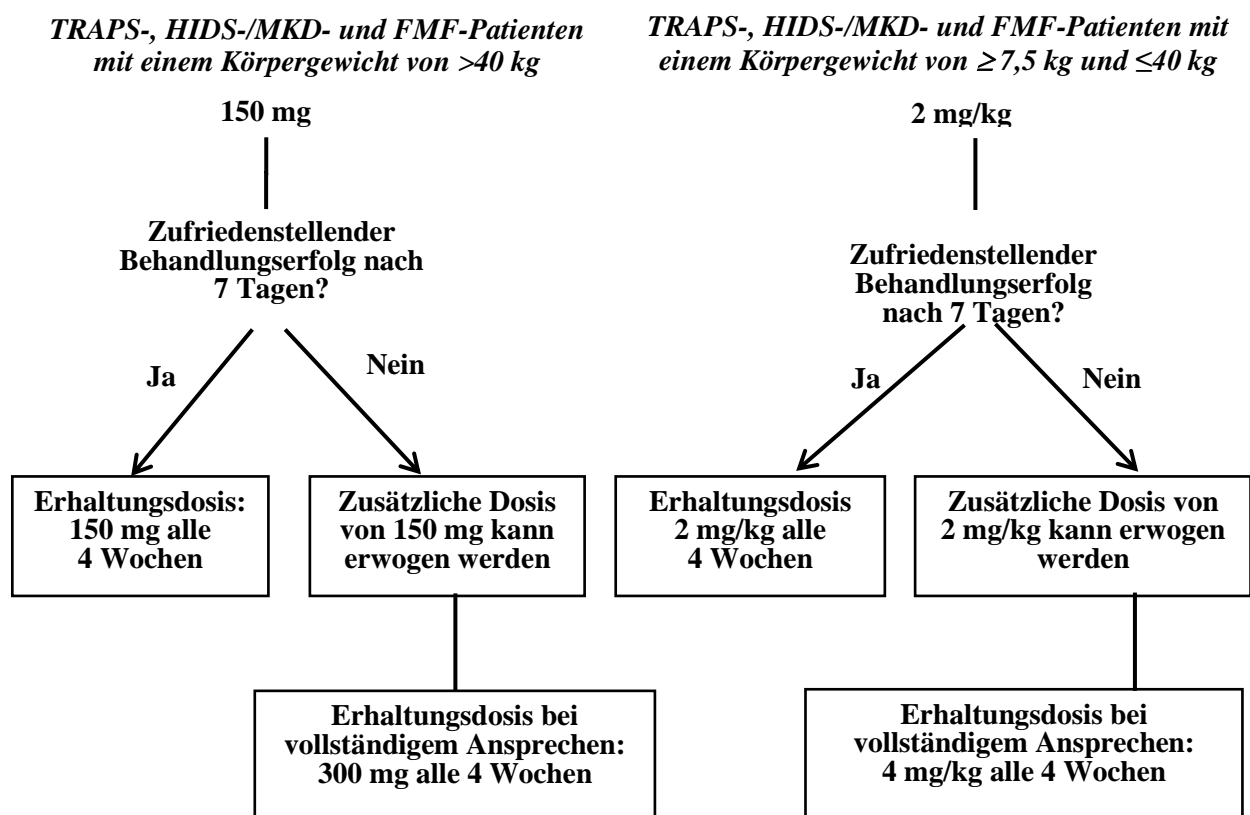 TRAPS-, HIDS-/MKD- und FMF-Patienten
mit einem Körpergewicht von >40 kg
150 mg
Zufriedenstellender
Behandlungserfolg nach
7 Tagen?
Ja
Nein
Erhaltungsdosis:
150 mg alle
4 Wochen
Zusätzliche Dosis
von 150 mg kann
erwogen werden
Erhaltungsdosis bei
vollständigem Ansprechen:
300 mg alle 4 Wochen
TRAPS-, HIDS-/MKD- und FMF-Patienten mit
einem Körpergewicht von ≥ 7,5 kg und ≤40 kg
2 mg/kg
Zufriedenstellender
Behandlungserfolg
nach 7 Tagen?
Ja
Nein
Erhaltungsdosis
2 mg/kg alle
4 Wochen
Zusätzliche Dosis von
2 mg/kg kann erwogen
werden
Erhaltungsdosis bei
vollständigem Ansprechen:
4 mg/kg alle 4 Wochen